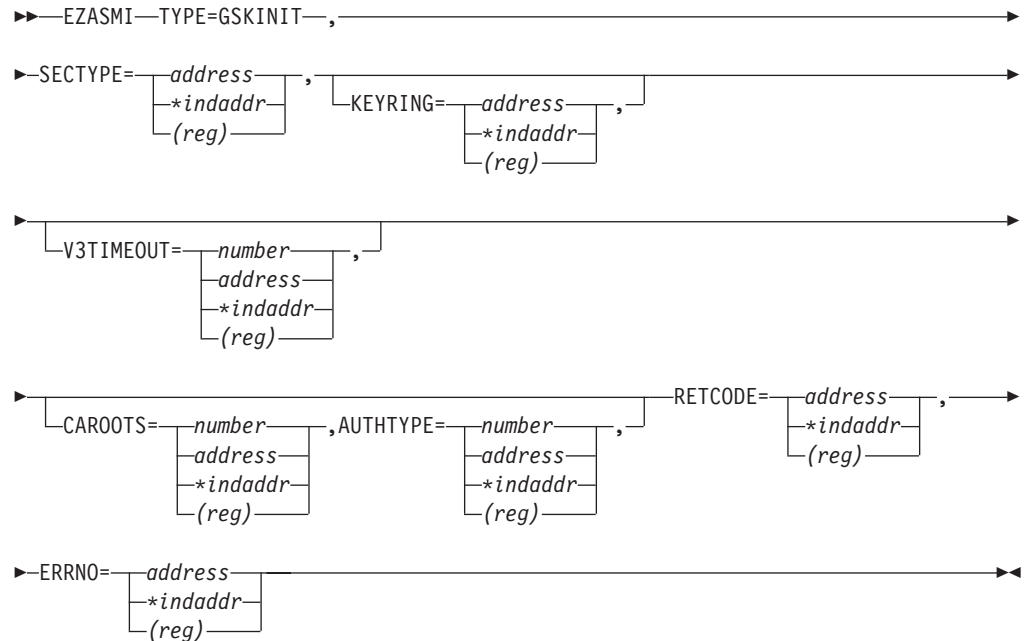 EZASMI TYPE=GSKINIT ,
SECTYPE= address , KEYRING= address ,
*indaddr *indaddr
(reg) (reg)
V3TIMEOUT= number ,
address
*indaddr
(reg)
CAROOTS= number ,AUTHTYPE= number , RETCODE= address ,
address address *indaddr
*indaddr *indaddr (reg)
(reg) (reg)
ERRNO= address
*indaddr
(reg)